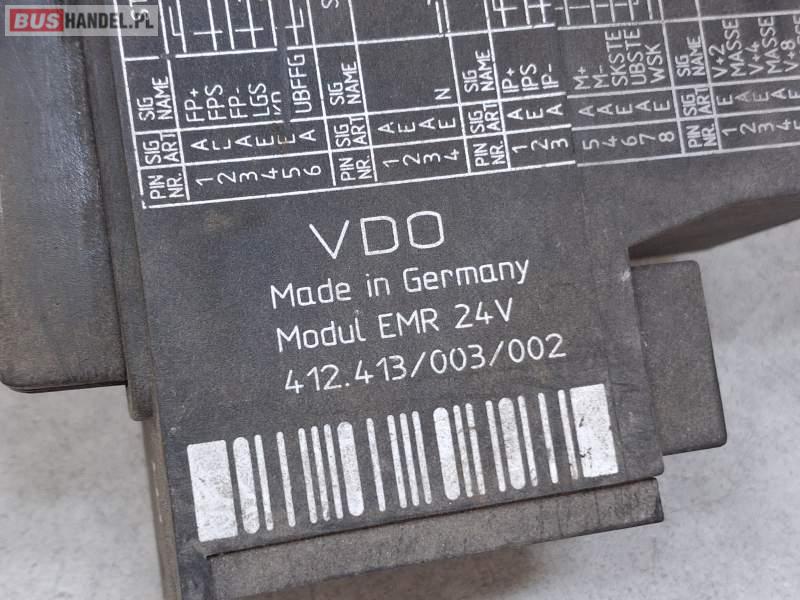 BUSHANDEL.PL
PIN NR. SIG ART SIG NAME
1 A FP+
2 E FPS
3 A FP-
4 E LGS
5 E
6 A UBFFG
PIN NR. SIG ART SIG NAME
1 A
2 E
3 A
4 E N
PIN NR. SIG ART SIG NAME
1 A IP+
2 E IPS
3 A IP-
5 A M+
4 A M-
6 E SKSTE
7 A UBSTE
8 E WSK
PIN NR. SIG ART SIG NAME
1 E V+2
2 A MASSE
3 E V+4
4 A MASSE
V+8
VDO
Made in Germany
Modul EMR 24V
412.413/003/002